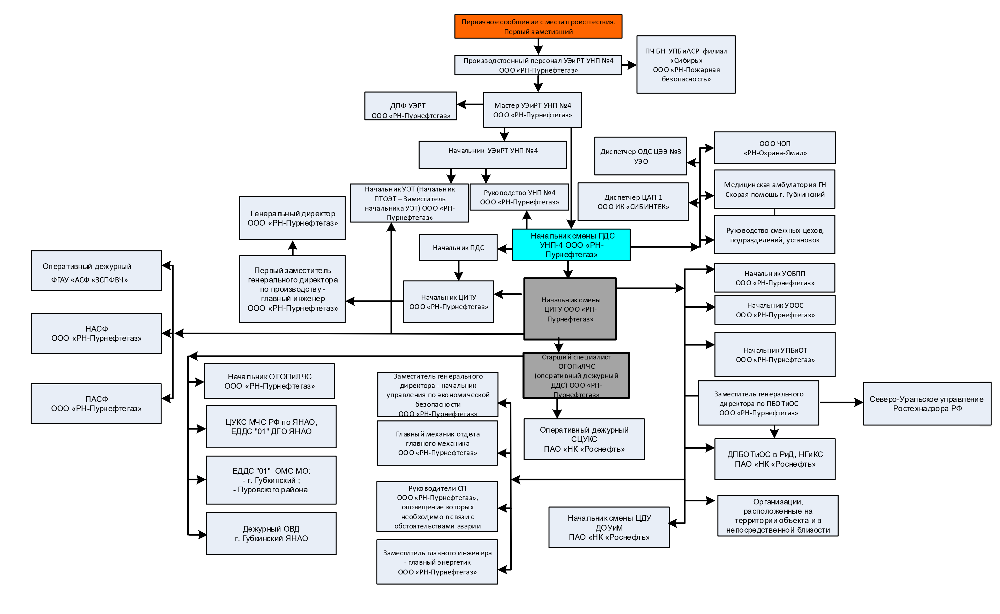 Первичное сообщение с места происшествия.
Первый заметивший
Производственный персонал УЭиРТ УНП №4
ООО «РН-Пурнефтегаз»
ПЧ БН УПБиАСР филиал
«Сибирь»
ООО «РН-Пожарная
безопасность»
ДПФ УЭРТ
ООО «РН-Пурнефтегаз»
Мастер УЭиРТ УНП №4
ООО «РН-Пурнефтегаз»
Начальник УЭиРТ УНП №4
Диспетчер ОДС ЦЭЭ №3
УЭО
ООО ЧОП
«РН-Охрана-Ямал»
Начальник УЭТ (Начальник
ПТОЭТ – Заместитель
начальника УЭТ) ООО «РН-
Пурнефтегаз»
Руководство УНП №4
ООО «РН-Пурнефтегаз»
Диспетчер ЦАП-1
ООО ИК «СИБИНТЕК»
Медицинская амбулатория ГН
Скорая помощь г. Губкинский
Генеральный директор
ООО «РН-Пурнефтегаз»
Начальник ПДС
Начальник смены ПДС
УНП-4 ООО «РН-
Пурнефтегаз»
Руководство смежных цехов,
подразделений, установок
Оперативный дежурный
ФГАУ «АСФ «ЗСПФВЧ»
Первый заместитель
генерального директора
по производству -
главный инженер
ООО «РН-Пурнефтегаз»
Начальник ЦИТУ
ООО «РН-Пурнефтегаз»
Начальник смены
ЦИТУ ООО «РН-
Пурнефтегаз»
Начальник УОБПП
ООО «РН-Пурнефтегаз»
Начальник УООС
ООО «РН-Пурнефтегаз»
НАСФ
ООО «РН-Пурнефтегаз»
Начальник УПБиОТ
ООО «РН-Пурнефтегаз»
ПАСФ
ООО «РН-Пурнефтегаз»
Начальник ОГОПиЛЧС
ООО «РН-Пурнефтегаз»
Заместитель генерального
директора - начальник
управления по экономической
безопасности
ООО «РН-Пурнефтегаз»
Старший специалист
ОГОПиЛЧС
(оперативный дежурный
ДДС) ООО «РН-
Пурнефтегаз»
Заместитель генерального
директора по ПБОТиОС
ООО «РН-Пурнефтегаз»
Северо-Уральское управление
Ростехнадзора РФ
ЦУКС МЧС РФ по ЯНАО,
ЕДДС "01" ДГО ЯНАО
Главный механик отдела
главного механика
ООО «РН-Пурнефтегаз»
Оперативный дежурный
СЦУКС
ПАО «НК «Роснефть»
ДПБОТиОС в РиД, НГиКС
ПАО «НК «Роснефть»
ЕДДС "01" ОМС МО:
- г. Губкинский ;
- Пуровского района
Руководители СП
ООО «РН-Пурнефтегаз»,
оповещение которых
необходимо в связи с
обстоятельствами аварии
Начальник смены ЦДУ
ДОУиМ
ПАО «НК «Роснефть»
Организации,
расположенные на
территории объекта и в
непосредственной близости
Дежурный ОВД
г. Губкинский ЯНАО
Заместитель главного инженера
- главный энергетик
ООО «РН-Пурнефтегаз»